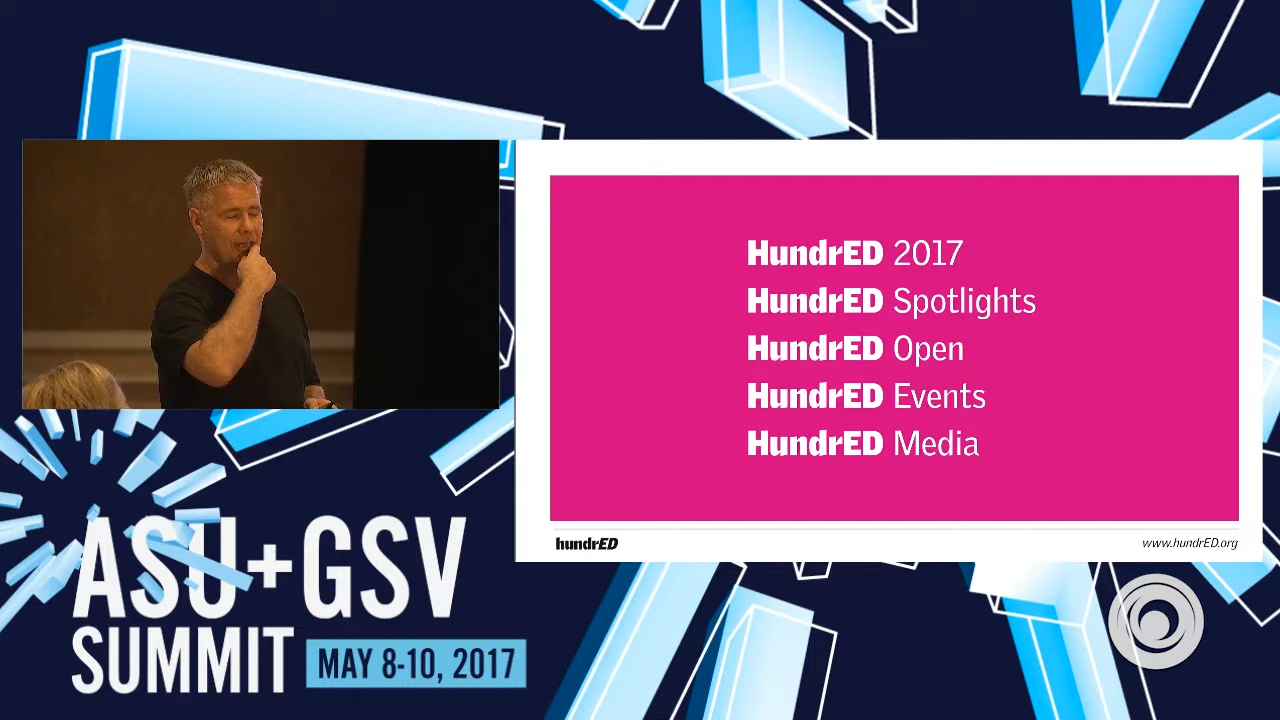 HundrED 2017
HundrED Spotlights
HundrED Open
HundrED Events
HundrED Media
hundrED
www.hundrED.org
ASU+GSV
SUMMIT
MAY 8-10, 2017